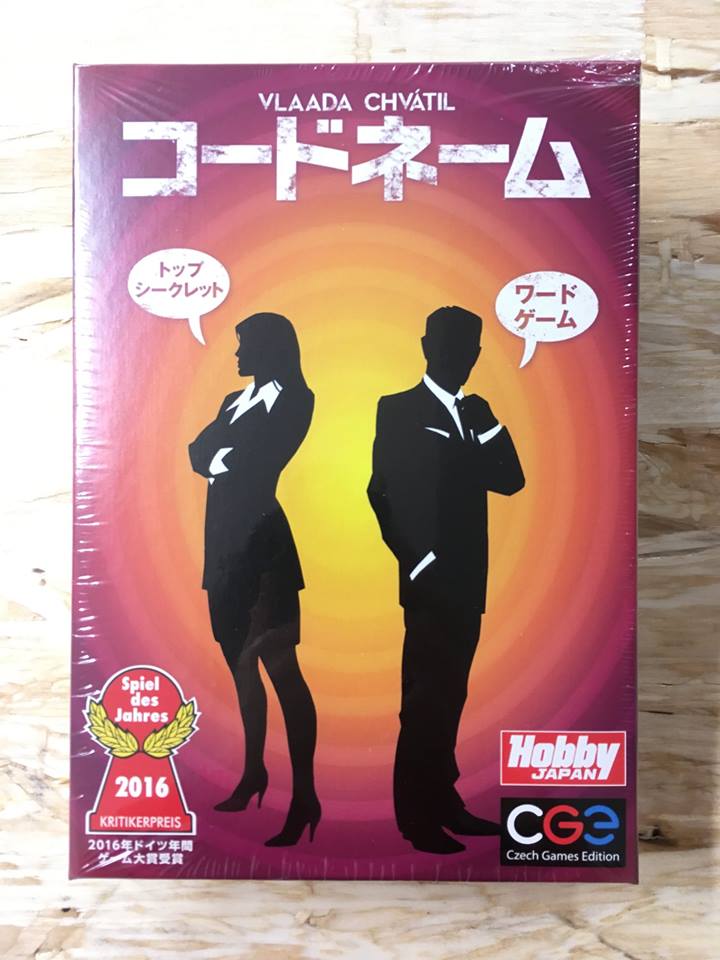 VLAADA CHVÁTIL
コードネーム
トップ
シークレット
ワード
ゲーム
Spiel
des
Jahres
2016
KRITIKERPREIS
2016年ドイツ年間
ゲーム大賞受賞
Hobby
JAPAN
CGE
Czech Games Edition